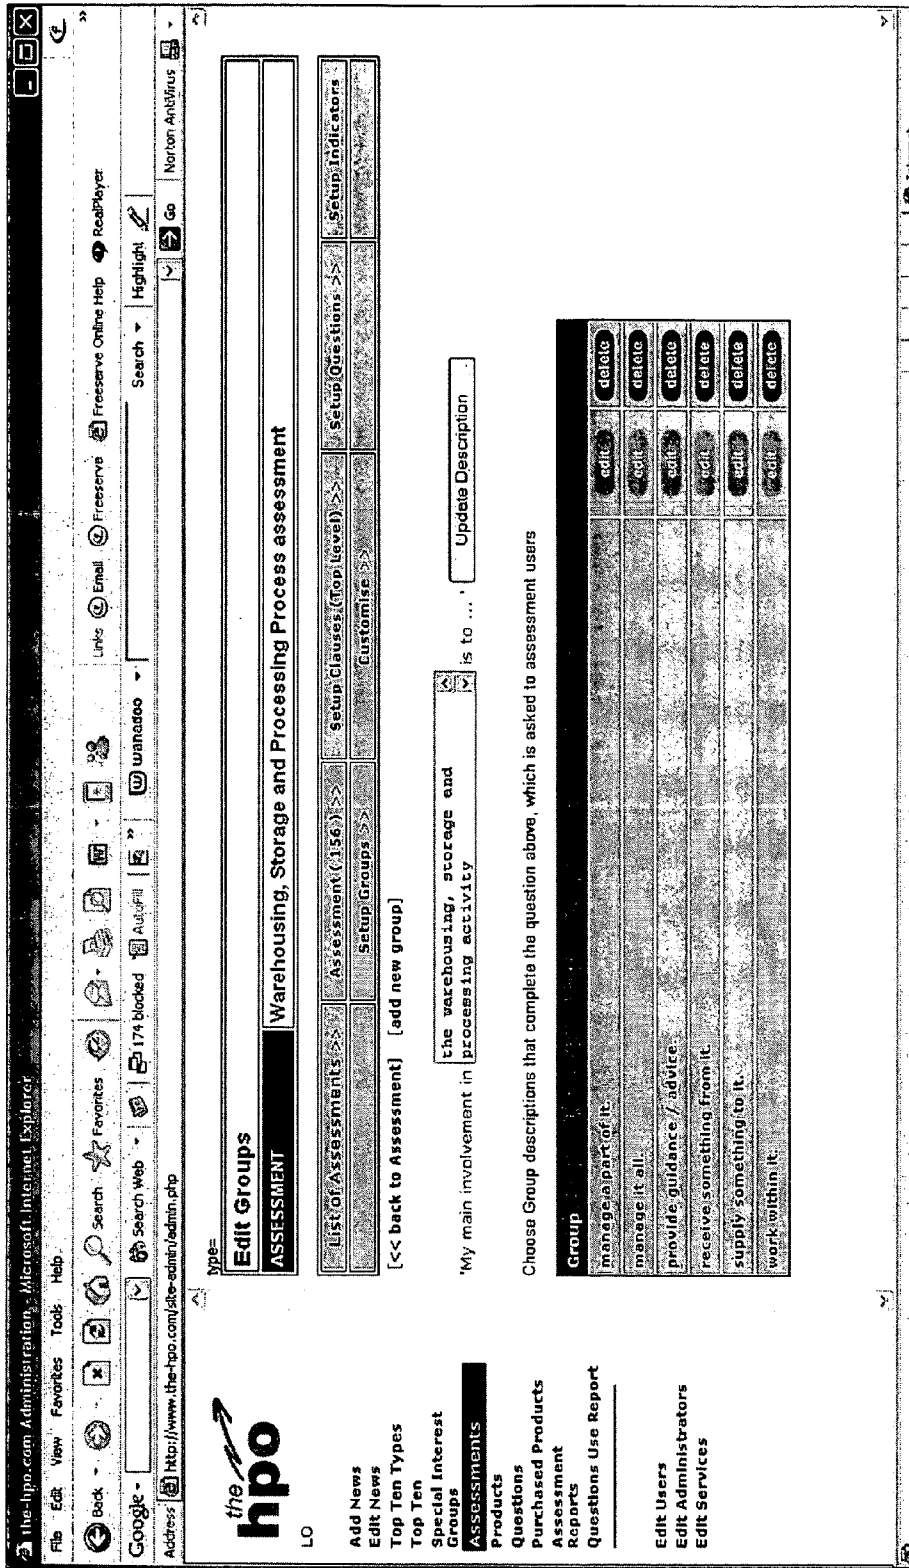 the-hpo.com Administration - Microsoft Internet Explorer
File Edit View Favorites Tools Help
Back Search Favorites
Links Email Freeserve Freeserve Online Help RealPlayer
Google Search Web 174 blocked AutoFill wanadoo Search Highlight
Address http://www.the-hpo.com/site-admin/admin.php Go Norton AntiVirus
the
hpo
LO
Add News
Edit News
Top Ten Types
Top Ten
Special Interest
Groups
Assessments
Products
Questions
Purchased Products
Assessment
Reports
Questions Use Report
Edit Users
Edit Administrators
Edit Services
type=
Edit Groups
ASSESSMENT Warehousing, Storage and Processing Process assessment
List of Assessments >> Assessment ( 156 ) >> Setup Clauses (Top Level) >> Setup Questions >> Setup Indicators
Setup Groups >> Customise >>
[<< back to Assessment] [add new group]
'My main involvement in the warehousing, storage and
processing activity is to ... ' Update Description
Choose Group descriptions that complete the question above, which is asked to assessment users
Group
manage a part of it. edit delete
manage it all. edit delete
provide guidance / advice. edit delete
receive something from it. edit delete
supply something to it. edit delete
work within it. edit delete